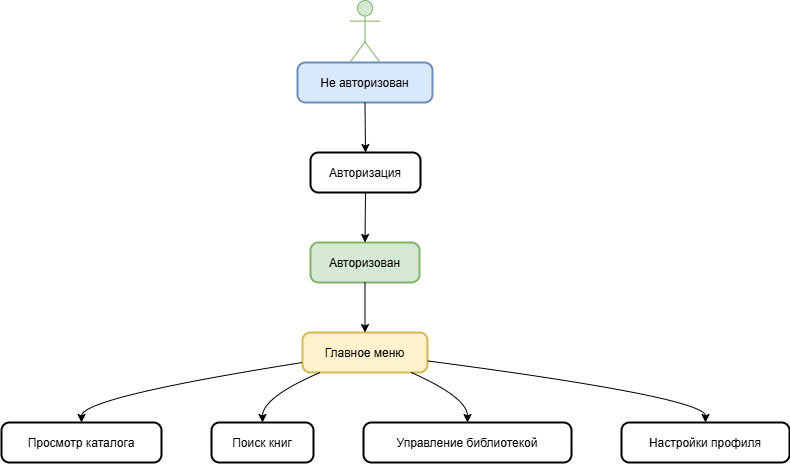 Не авторизован
Авторизация
Авторизован
Главное меню
Просмотр каталога
Поиск книг
Управление библиотекой
Настройки профиля